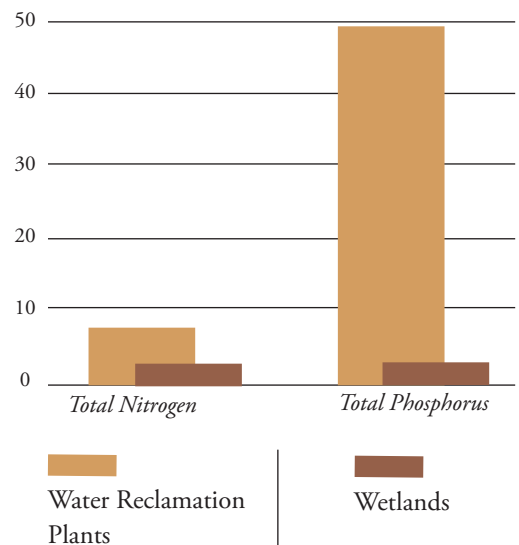 50
40
30
20
10
0
Total Nitrogen
Total Phosphorus
Water Reclamation
Plants
Wetlands